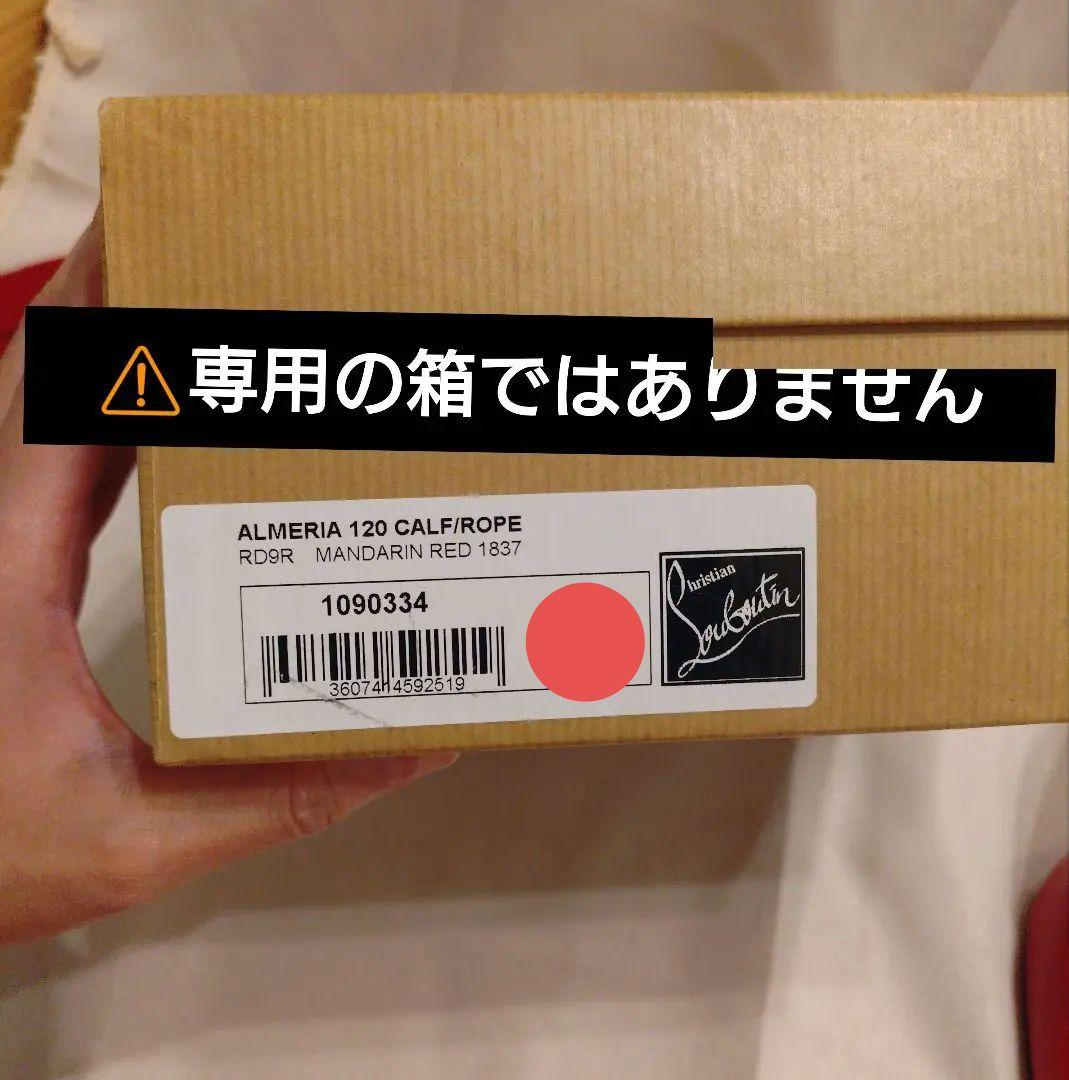 ⚠専用の箱ではありません
ALMERIA 120 CALF/ROPE
RD9R MANDARIN RED 1837
1090334
3607414592519
Christian
Louboutin